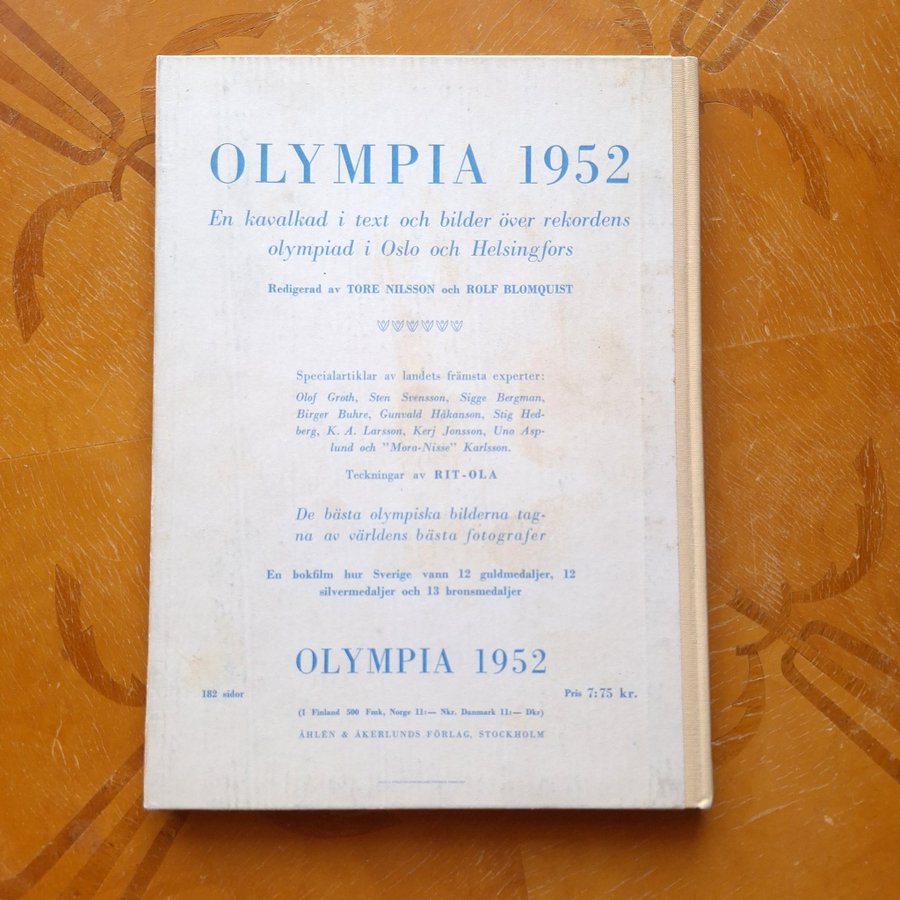 OLYMPIA 1952
En kavalkad i text och bilder över rekordens
olympiad i Oslo och Helsingfors
Redigerad av TORE NILSSON och ROLF BLOMQUIST
Specialartiklar av landets främsta experter:
Olof Groth, Sten Svensson, Sigge Bergman,
Birger Buhre, Gunvald Håkanson, Stig Hed-
berg, K. A. Larsson, Kerj Jonsson, Uno Asp-
lund och "Mora-Nisse" Karlsson.
Teckningar av RIT-OLA
De bästa olympiska bilderna tag-
na av världens bästa fotografer
En bokfilm hur Sverige vann 12 guldmedaljer, 12
silvermedaljer och 13 bronsmedaljer
OLYMPIA 1952
182 sidor
Pris 7:75 kr.
(I Finland 500 Fmk, Norge 11:— Nkr. Danmark 11:— Dkr)
ÅHLÉN & ÅKERLUNDS FÖRLAG, STOCKHOLM